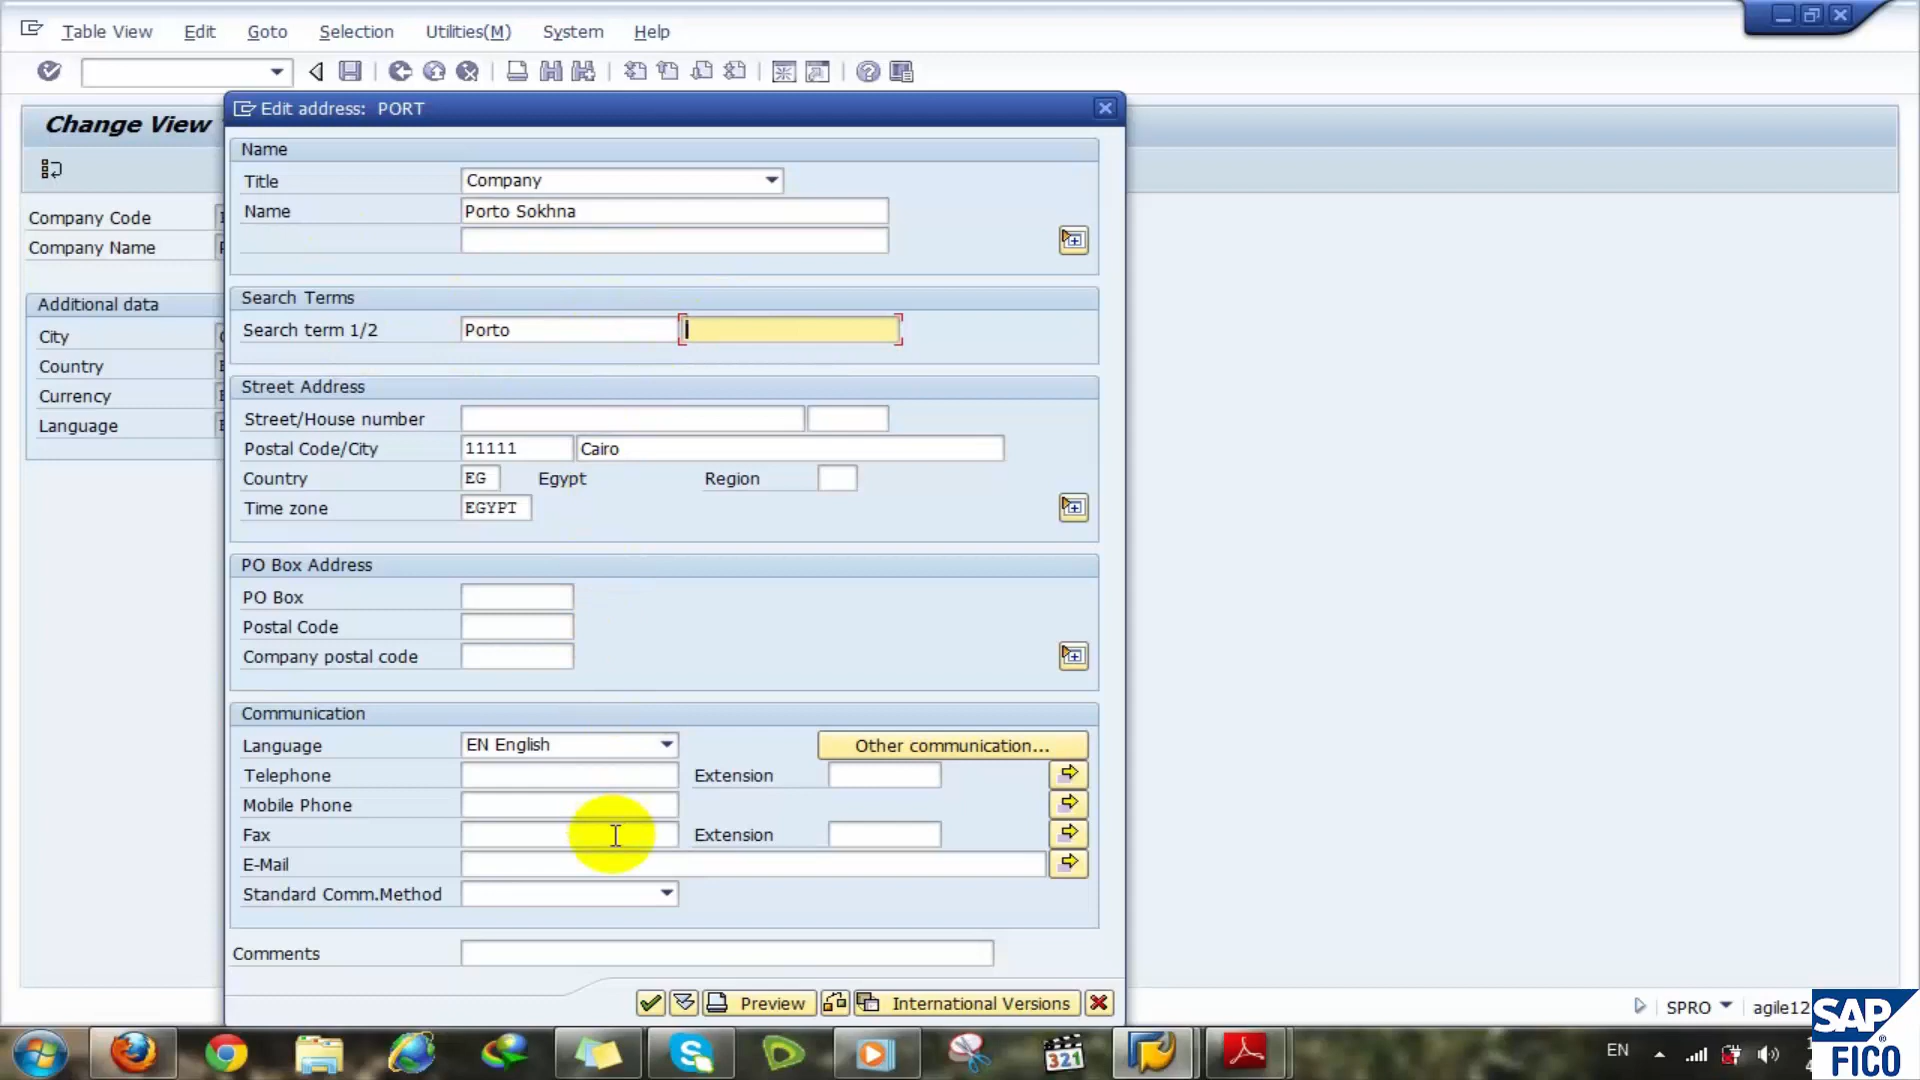 Table View Edit Goto Selection Utilities(M) System Help
Change View
Edit address: PORT
Company Code
Company Name
Additional data
City
Country
Currency
Language
Name
Title Company
Name Porto Sokhna
Search Terms
Search term 1/2 Porto
Street Address
Street/House number
Postal Code/City 11111 Cairo
Country EG Egypt Region
Time zone EGYPT
PO Box Address
PO Box
Postal Code
Company postal code
Communication
Language EN English Other communication...
Telephone Extension
Mobile Phone
Fax Extension
E-Mail
Standard Comm.Method
Comments
Preview International Versions
SPRO agile12
321
EN
SAP
FICO